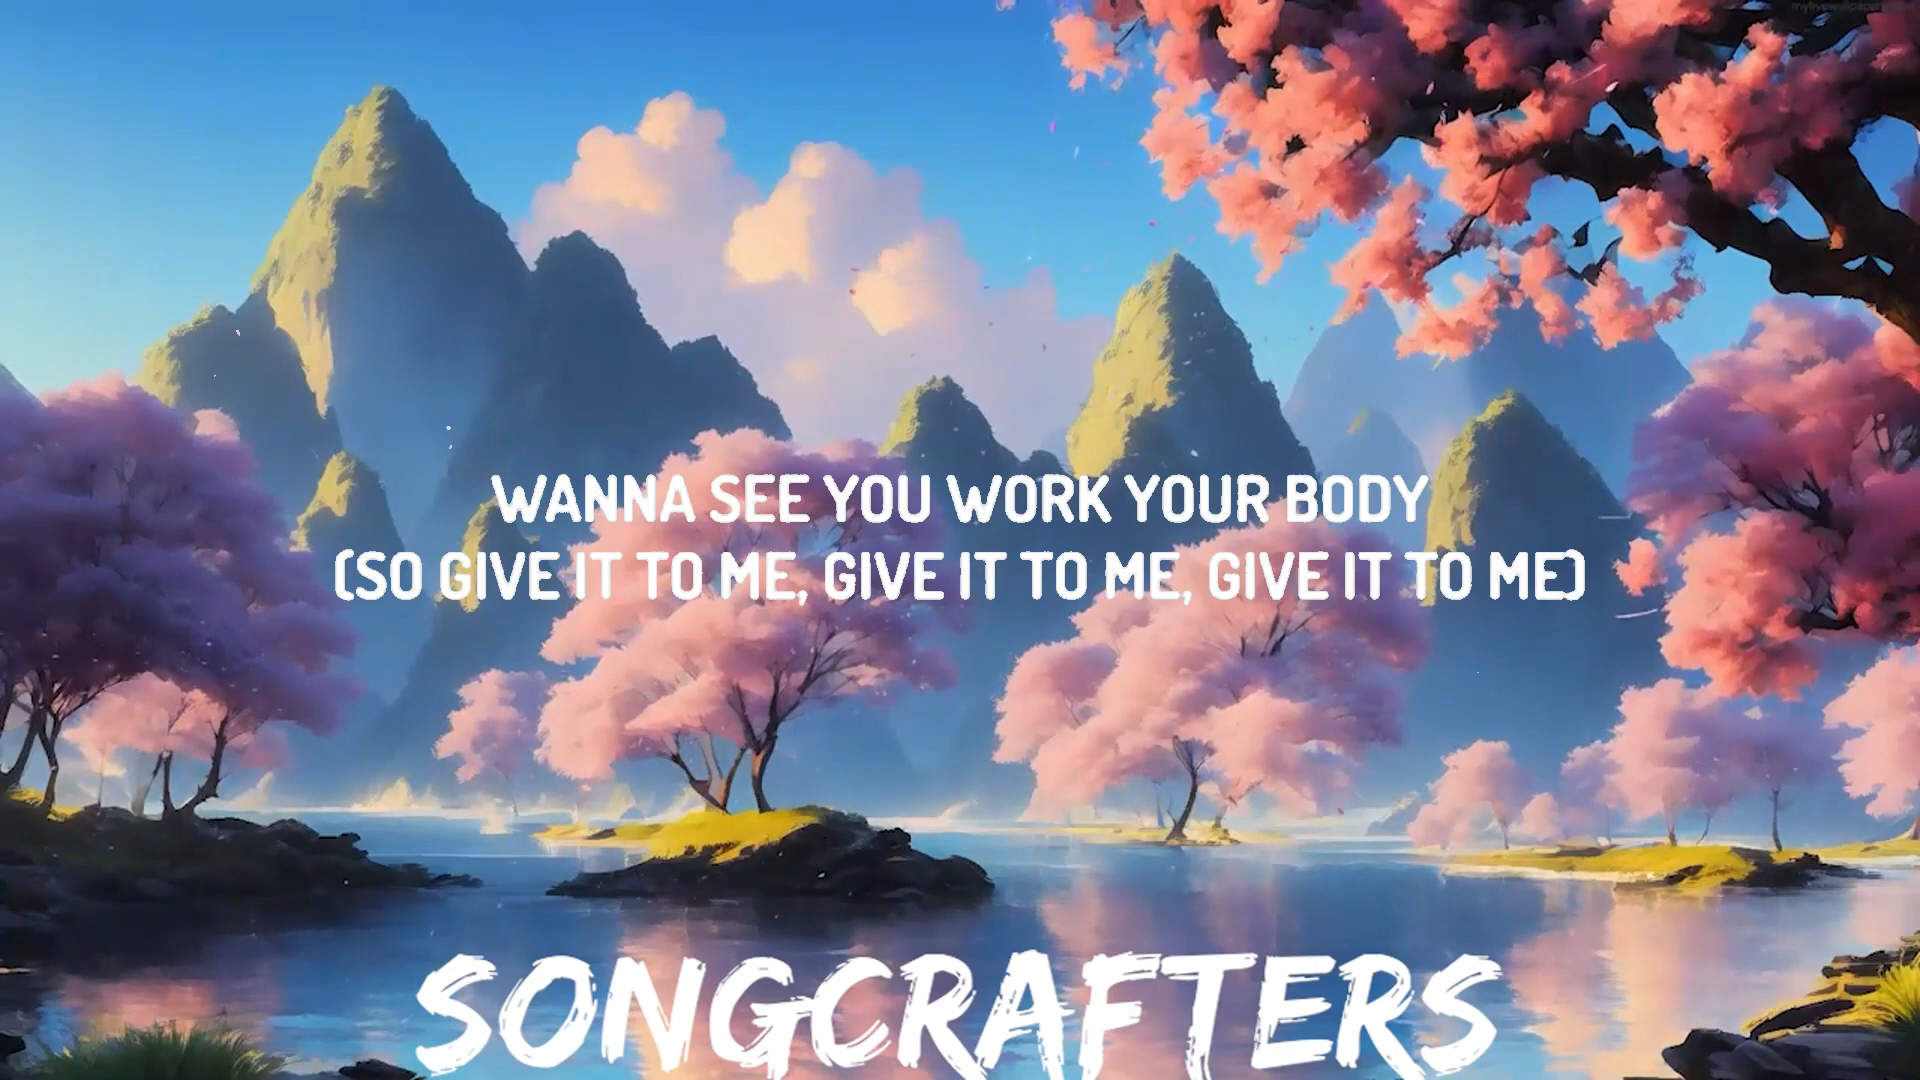 WANNA SEE YOU WORK YOUR BODY
(SO GIVE IT TO ME, GIVE IT TO ME, GIVE IT TO ME)
SONGCRAFTERS